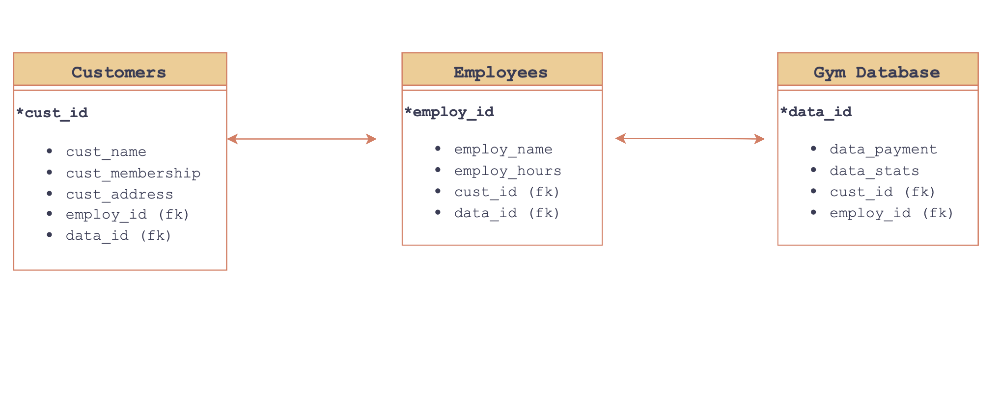 Customers
*cust_id
• cust_name
• cust_membership
• cust_address
• employ_id (fk)
• data_id (fk)
Employees
*employ_id
• employ_name
• employ_hours
• cust_id (fk)
• data_id (fk)
Gym Database
*data_id
• data_payment
• data_stats
• cust_id (fk)
• employ_id (fk)